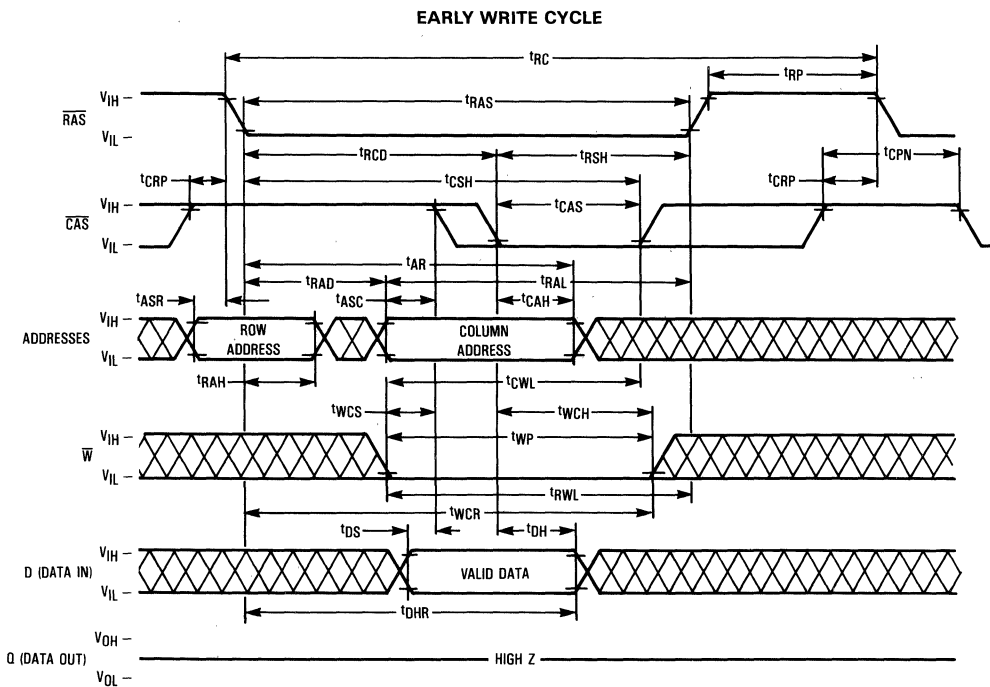 EARLY WRITE CYCLE
tRC
tRP
VIH
tRAS
RAS
VIL
tRCD
tRSH
tCPN
tCRP
tCSH
tCRP
VIH
tCAS
CAS
VIL
tAR
tRAD
tRAL
tASR
tASC
tCAH
VIH
ADDRESSES
ROW
ADDRESS
COLUMN
ADDRESS
VIL
tRAH
tCWL
tWCS
tWCH
VIH
tWP
W
VIL
tRWL
tWCR
tDS
tDH
VIH
D (DATA IN)
VALID DATA
VIL
tDHR
VOH
Q (DATA OUT)
HIGH Z
VOL